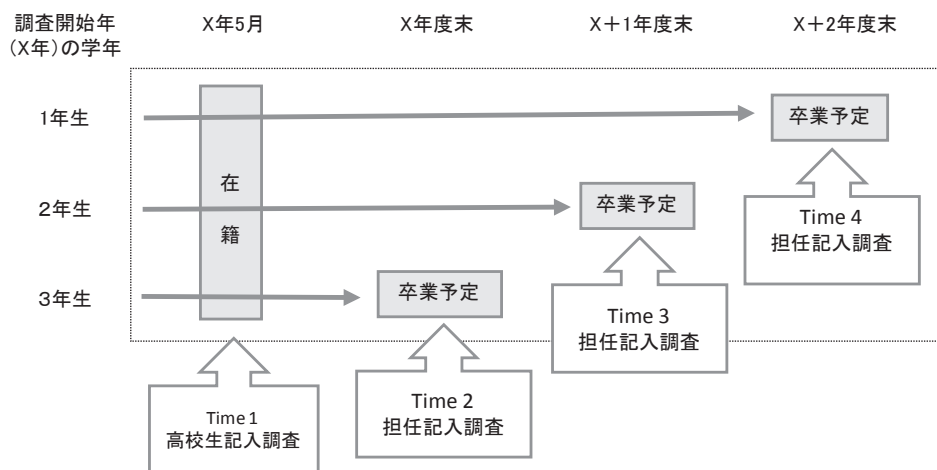 調査開始年
(X年)の学年
X年5月
X年度末
X＋1年度末
X＋2年度末
1年生
卒業予定
在
籍
2年生
卒業予定
Time 4
担任記入調査
3年生
卒業予定
Time 3
担任記入調査
Time 1
高校生記入調査
Time 2
担任記入調査